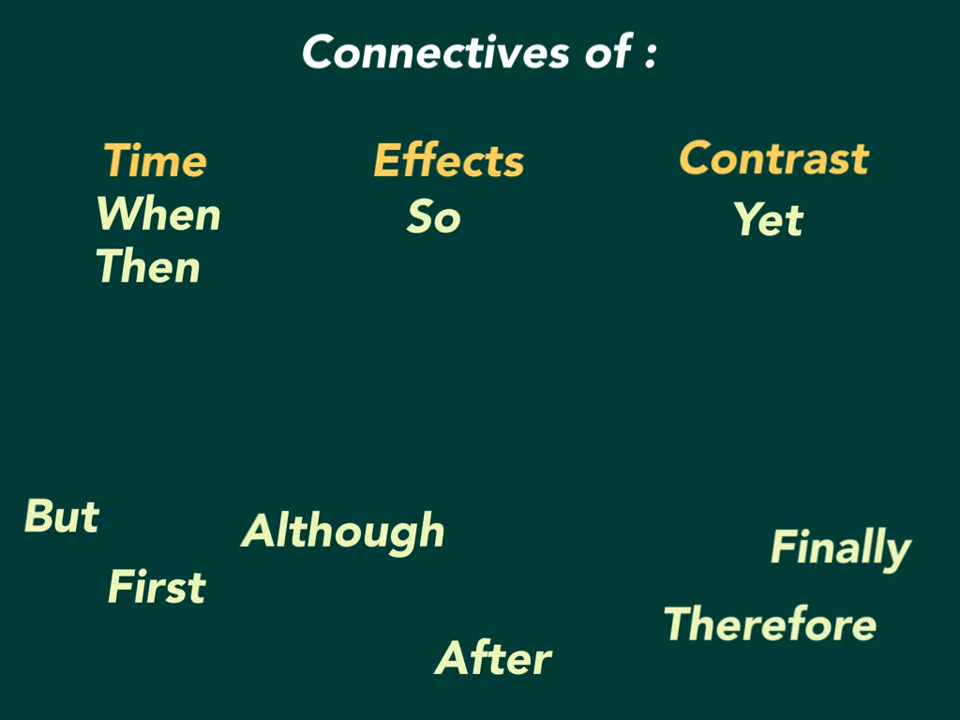 Connectives of :
Time Effects Contrast
When So Yet
Then
But Although Finally
First Therefore
After